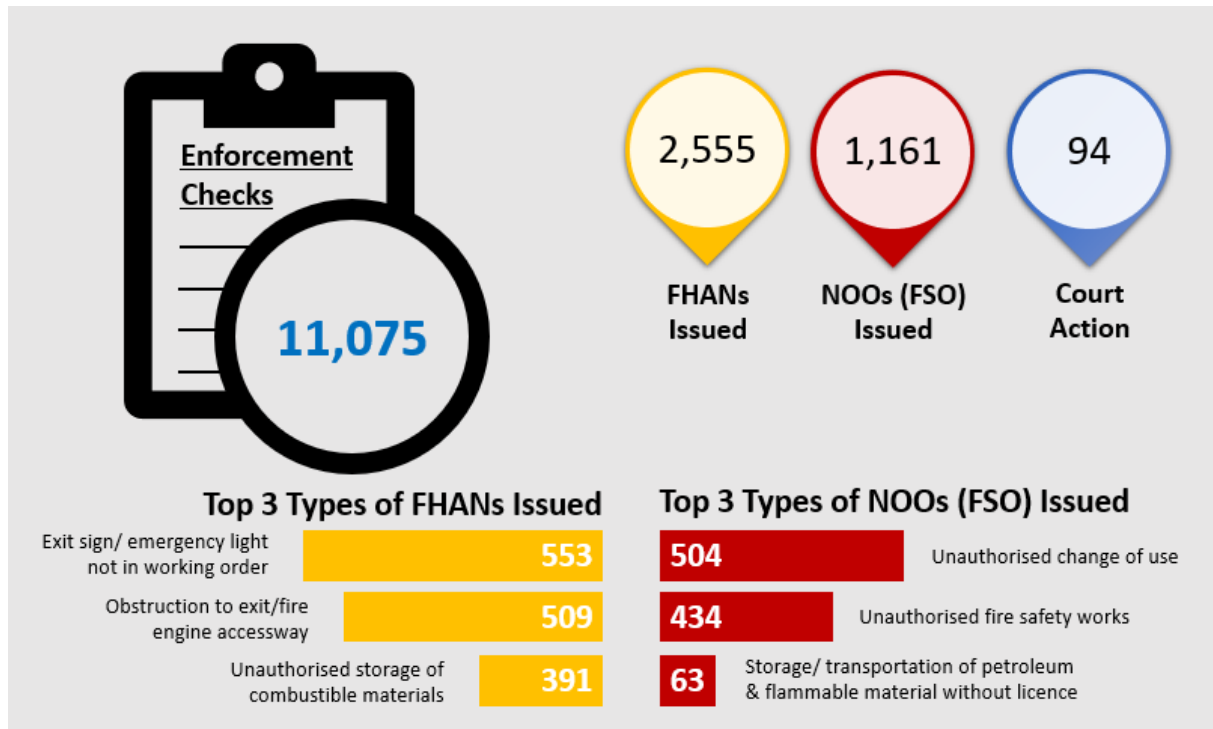 Enforcement
Checks
11,075
2,555
FHANs
Issued
1,161
NOOs (FSO)
Issued
94
Court
Action
Top 3 Types of FHANs Issued
Exit sign/ emergency light
not in working order
553
Obstruction to exit/fire
engine accessway
509
Unauthorised storage of
combustible materials
391
Top 3 Types of NOOs (FSO) Issued
504
Unauthorised change of use
434
Unauthorised fire safety works
63
Storage/ transportation of petroleum
& flammable material without licence